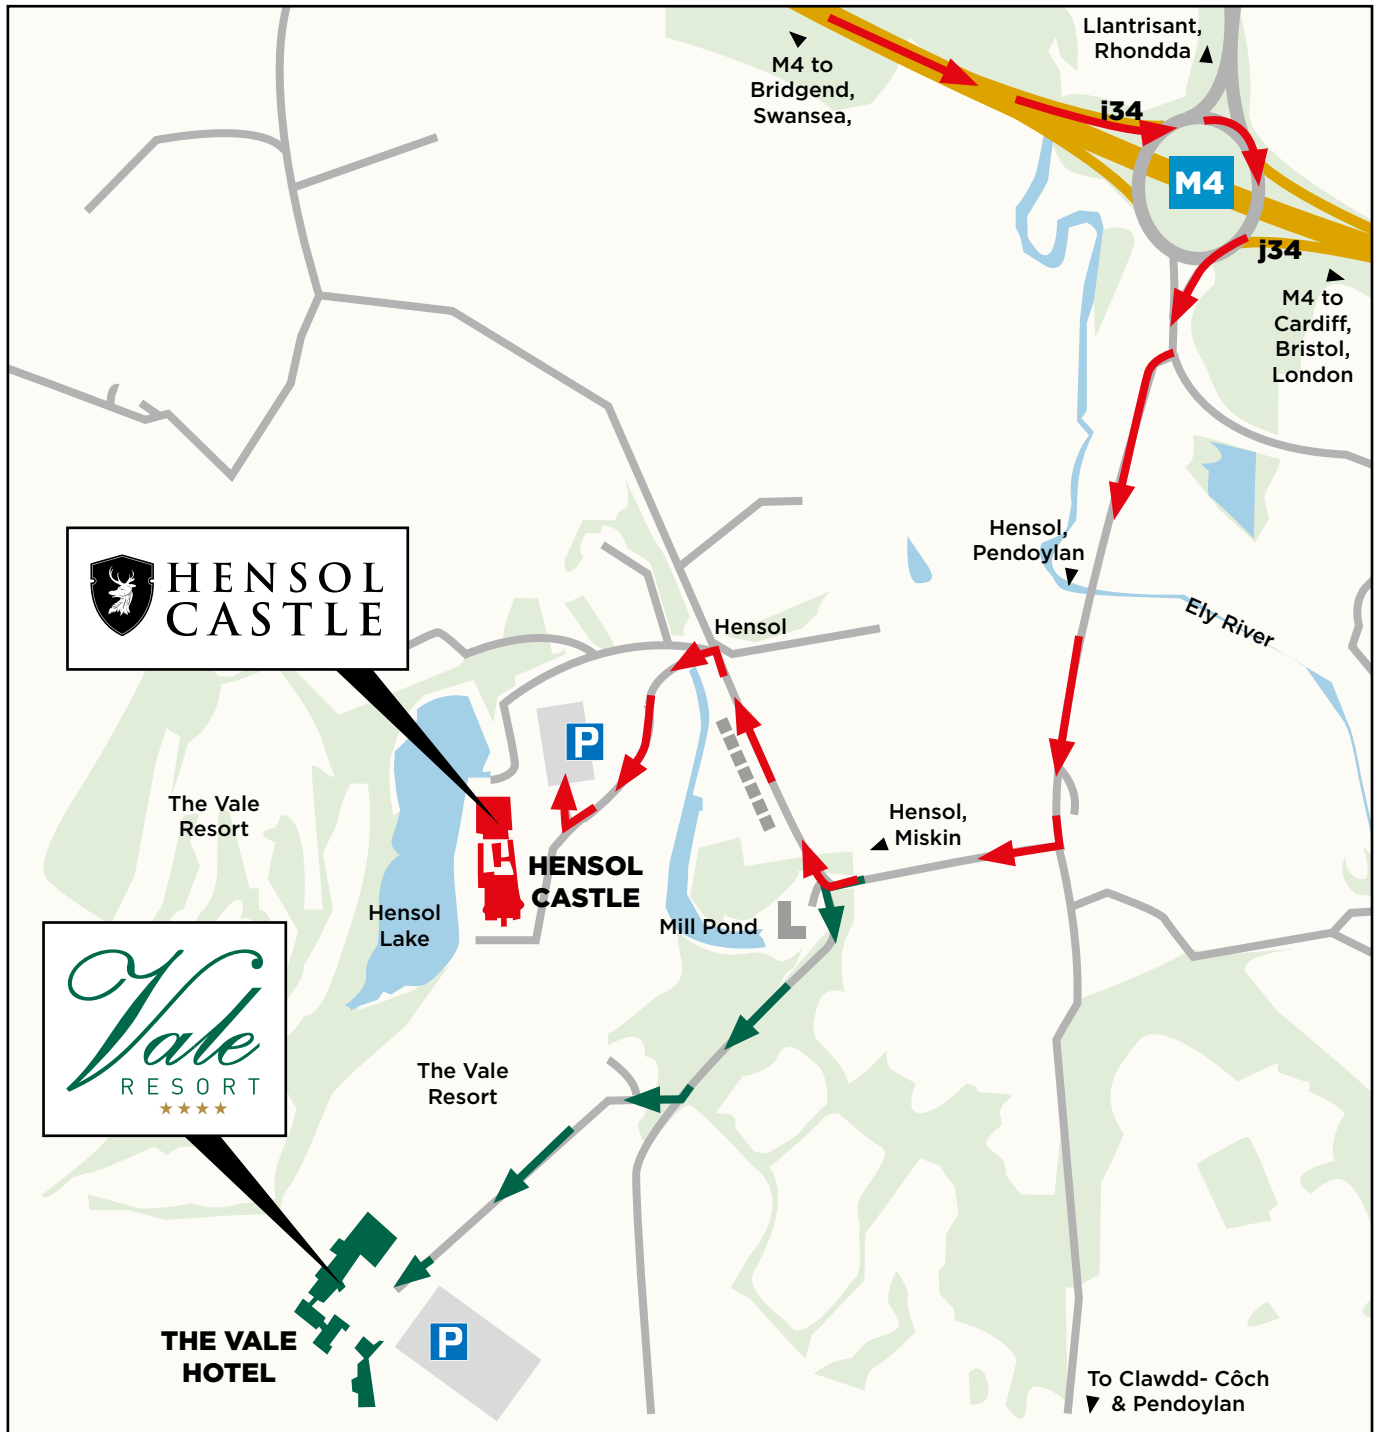 Llantrisant,
Rhondda
M4 to
Bridgend,
Swansea,
i34
M4
j34
M4 to
Cardiff,
Bristol,
London
Hensol,
Pendoylan
HENSOL
CASTLE
Ely River
Hensol
P
The Vale
Resort
Hensol,
Miskin
HENSOL
CASTLE
Hensol
Lake
Mill Pond
Vale
RESORT
The Vale
Resort
THE VALE
HOTEL
P
To Clawdd- Côch
& Pendoylan